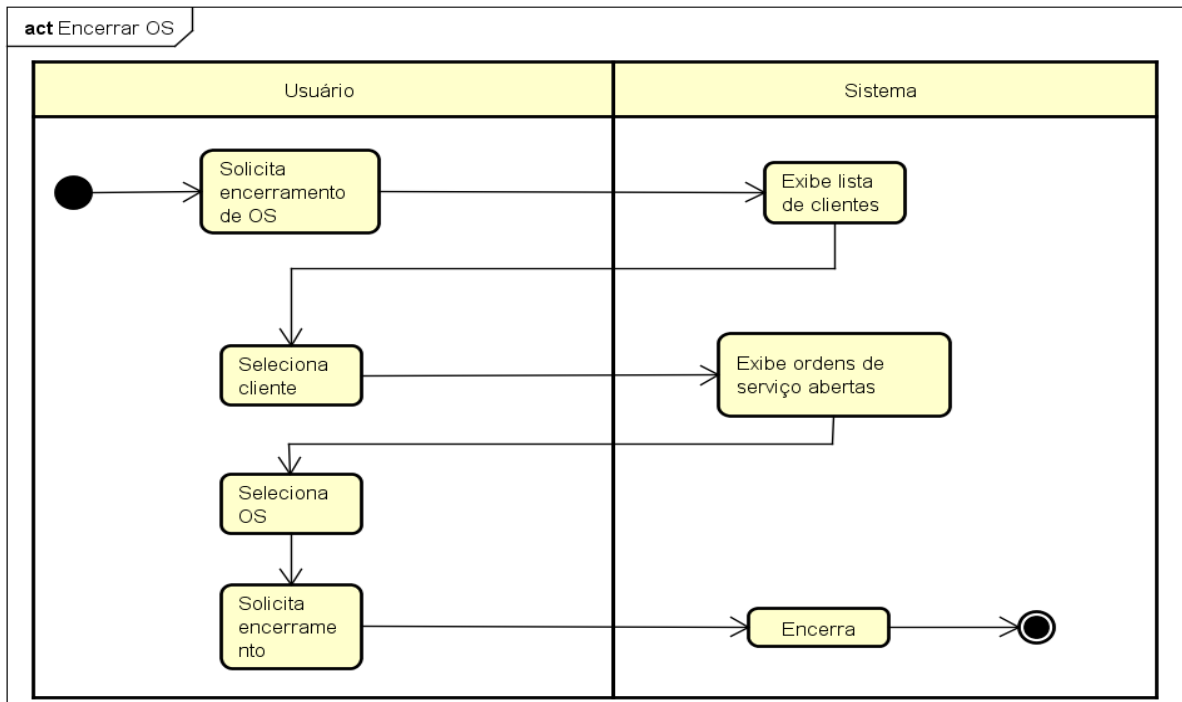 act Encerrar OS
Usuário
Sistema
Solicita
encerramento
de OS
Exibe lista
de clientes
Seleciona
cliente
Exibe ordens de
serviço abertas
Seleciona
OS
Solicita
encerrame
nto
Encerra